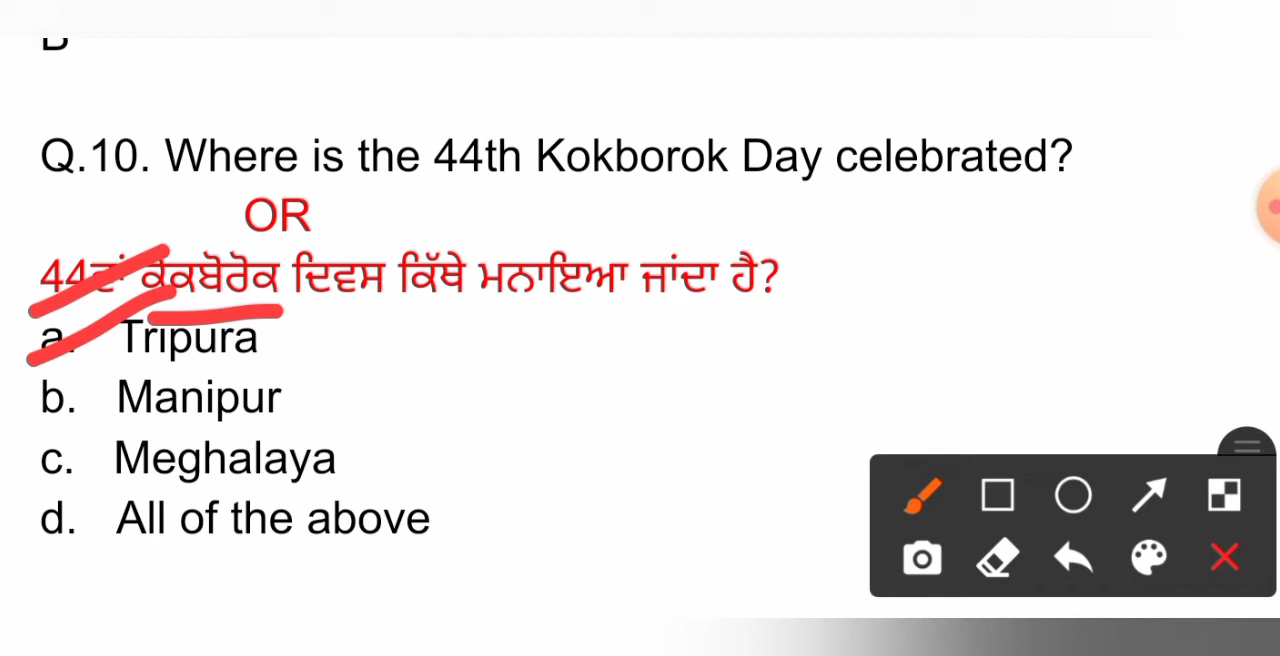 Q.10. Where is the 44th Kokborok Day celebrated?
OR
44ਵਾਂ ਕੋਕਬੋਰੋਕ ਦਿਵਸ ਕਿੱਥੇ ਮਨਾਇਆ ਜਾਂਦਾ ਹੈ?
a. Tripura
b. Manipur
c. Meghalaya
d. All of the above